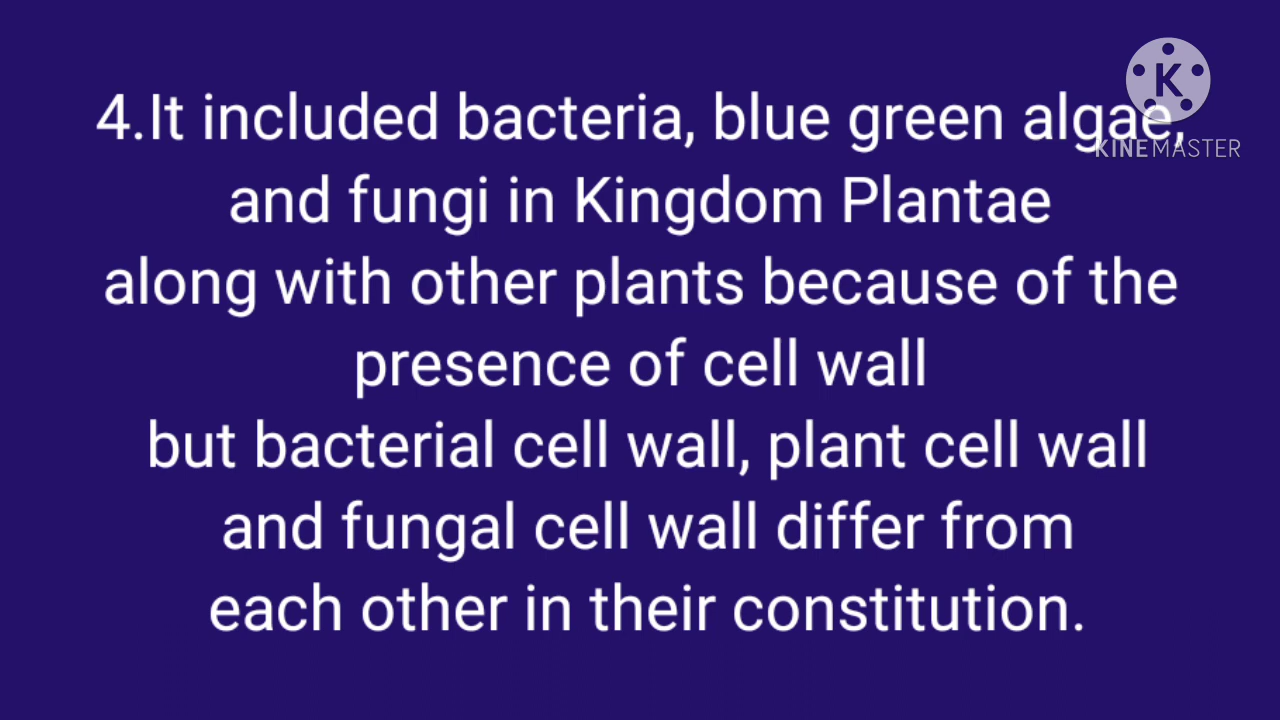 4.It included bacteria, blue green algae,
and fungi in Kingdom Plantae
along with other plants because of the
presence of cell wall
but bacterial cell wall, plant cell wall
and fungal cell wall differ from
each other in their constitution.
K
KINEMASTER